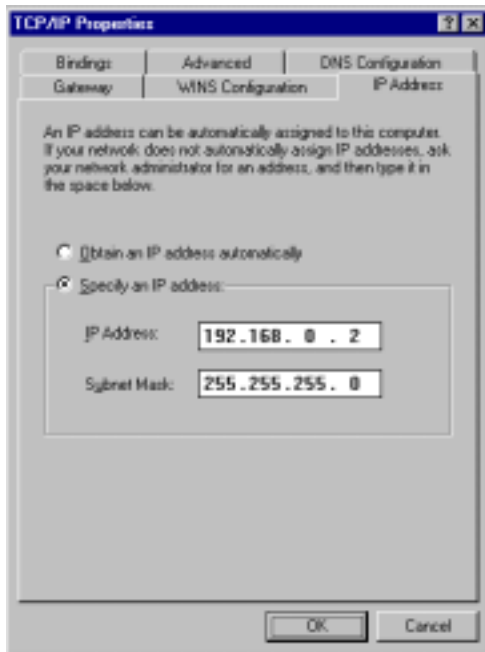 TCP/IP Properties
Bindings Advanced DNS Configuration
Gateway WINS Configuration IP Address
An IP address can be automatically assigned to this computer.
If your network does not automatically assign IP addresses, ask
your network administrator for an address, and then type it in
the space below.
Obtain an IP address automatically
Specify an IP address:
IP Address: 192.168. 0 . 2
Subnet Mask: 255.255.255. 0
OK Cancel